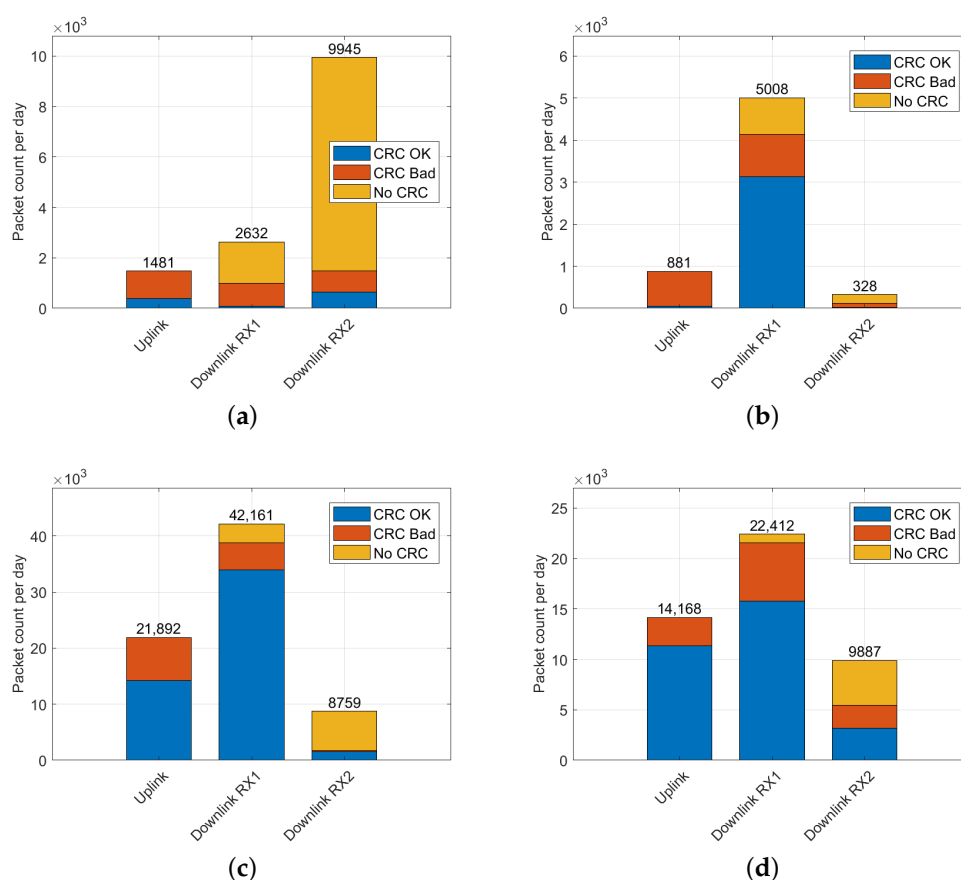 ×10³
9945
10
CRC OK
CRC Bad
No CRC
8
6
4
2632
2
1481
0
Packet count per day
Uplink
Downlink RX1
Downlink RX2
(a)
×10³
6
CRC OK
CRC Bad
No CRC
5008
5
4
3
2
881
1
328
0
Packet count per day
Uplink
Downlink RX1
Downlink RX2
(b)
×10³
42,161
CRC OK
CRC Bad
No CRC
40
30
21,892
20
8759
10
0
Packet count per day
Uplink
Downlink RX1
Downlink RX2
(c)
×10³
25
CRC OK
CRC Bad
No CRC
22,412
20
14,168
15
9887
10
5
0
Packet count per day
Uplink
Downlink RX1
Downlink RX2
(d)